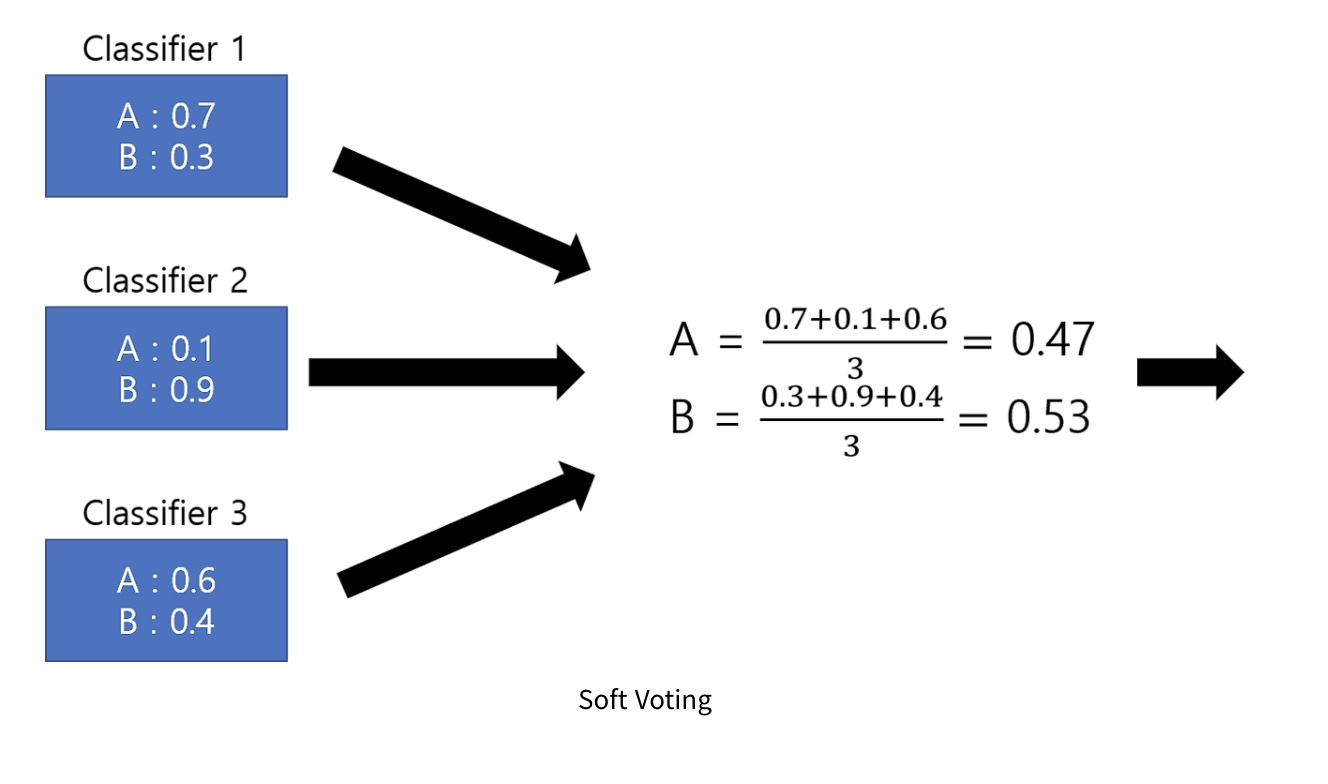 Classifier 1
A : 0.7
B : 0.3
Classifier 2
A : 0.1
B : 0.9
Classifier 3
A : 0.6
B : 0.4
A = \frac{0.7+0.1+0.6}{3} = 0.47
B = \frac{0.3+0.9+0.4}{3} = 0.53
Soft Voting